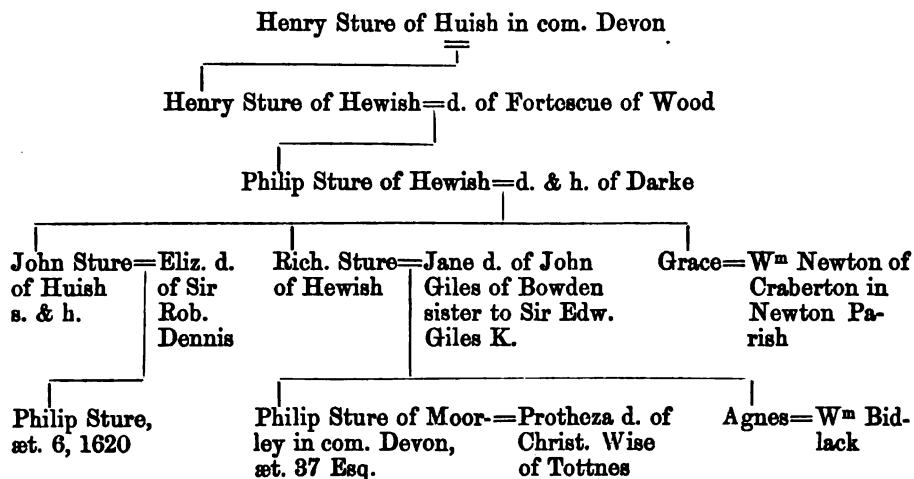 Henry Sture of Huish in com. Devon
Henry Sture of Hewish=d. of Fortescue of Wood
Philip Sture of Hewish=d. & h. of Darke
John Sture=Eliz. d.
of Huish of Sir
s. & h. Rob.
Dennis
Rich. Sture=Jane d. of John
of Hewish Giles of Bowden
sister to Sir Edw.
Giles K.
Grace=Wm Newton of
Craberton in
Newton Pa-
rish
Philip Sture,
æt. 6, 1620
Philip Sture of Moor-=Protheza d. of
ley in com. Devon, Christ. Wise
æt. 37 Esq. of Tottnes
Agnes=Wm Bid-
lack